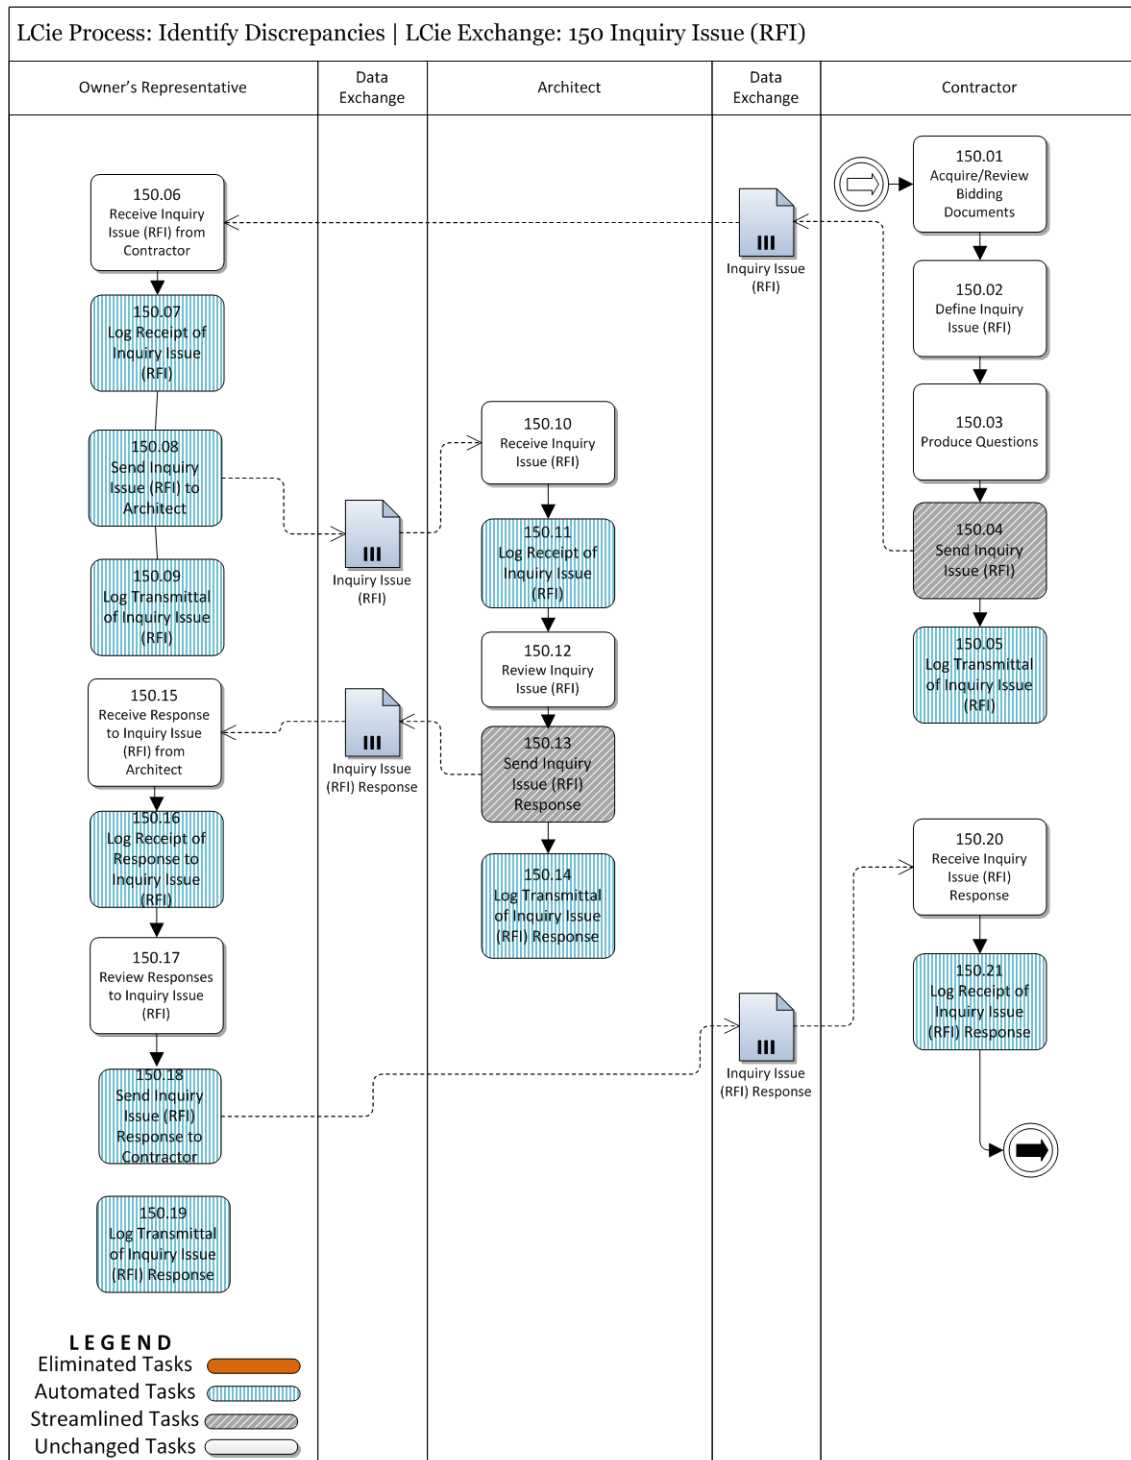 LCie Process: Identify Discrepancies | LCie Exchange: 150 Inquiry Issue (RFI)
Owner's Representative
Data
Exchange
Architect
Data
Exchange
Contractor
150.06
Receive Inquiry
Issue (RFI) from
Contractor
150.07
Log Receipt of
Inquiry Issue
(RFI)
150.08
Send Inquiry
Issue (RFI) to
Architect
150.09
Log Transmittal
of Inquiry Issue
(RFI)
150.15
Receive Response
to Inquiry Issue
(RFI) from
Architect
150.16
Log Receipt of
Response to
Inquiry Issue
(RFI)
150.17
Review Responses
to Inquiry Issue
(RFI)
150.18
Send Inquiry
Issue (RFI)
Response to
Contractor
150.19
Log Transmittal
of Inquiry Issue
(RFI) Response
Inquiry Issue
(RFI)
Inquiry Issue
(RFI) Response
150.10
Receive Inquiry
Issue (RFI)
150.11
Log Receipt of
Inquiry Issue
(RFI)
150.12
Review Inquiry
Issue (RFI)
150.13
Send Inquiry
Issue (RFI)
Response
150.14
Log Transmittal
of Inquiry Issue
(RFI) Response
Inquiry Issue
(RFI)
Inquiry Issue
(RFI) Response
150.01
Acquire/Review
Bidding
Documents
150.02
Define Inquiry
Issue (RFI)
150.03
Produce Questions
150.04
Send Inquiry
Issue (RFI)
150.05
Log Transmittal
of Inquiry Issue
(RFI)
150.20
Receive Inquiry
Issue (RFI)
Response
150.21
Log Receipt of
Inquiry Issue
(RFI) Response
LEGEND
Eliminated Tasks
Automated Tasks
Streamlined Tasks
Unchanged Tasks